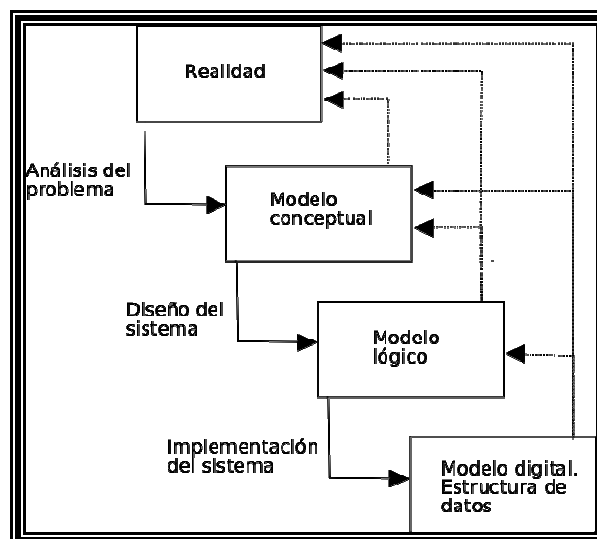 Realidad
Análisis del
problema
Modelo
conceptual
Diseño del
sistema
Modelo
lógico
Implementación
del sistema
Modelo digital.
Estructura de
datos